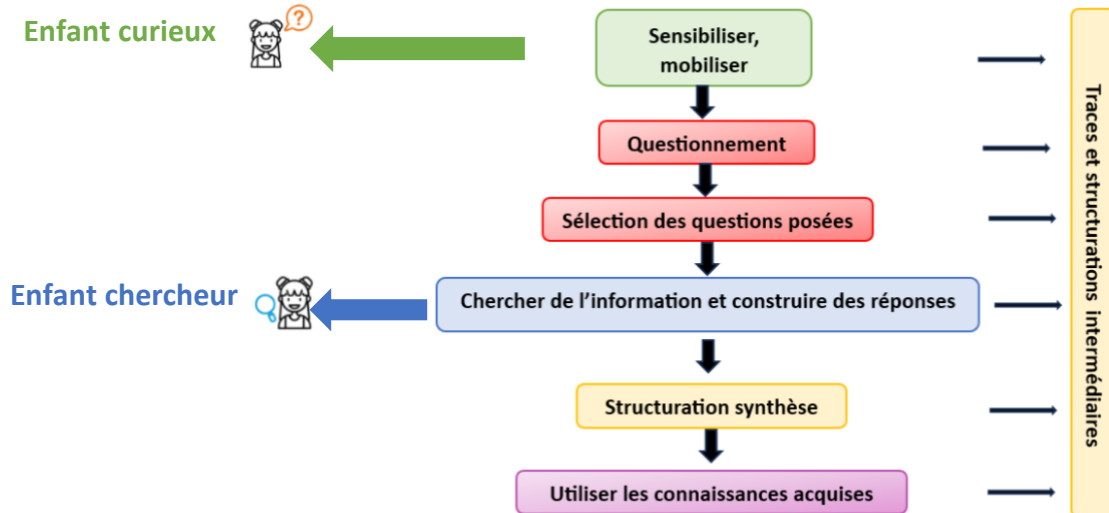 Enfant curieux
?
Sensibiliser,
mobiliser
Questionnement
Sélection des questions posées
Enfant chercheur
Chercher de l’information et construire des réponses
Structuration synthèse
Utiliser les connaissances acquises
Traces et structurations intermédiaires